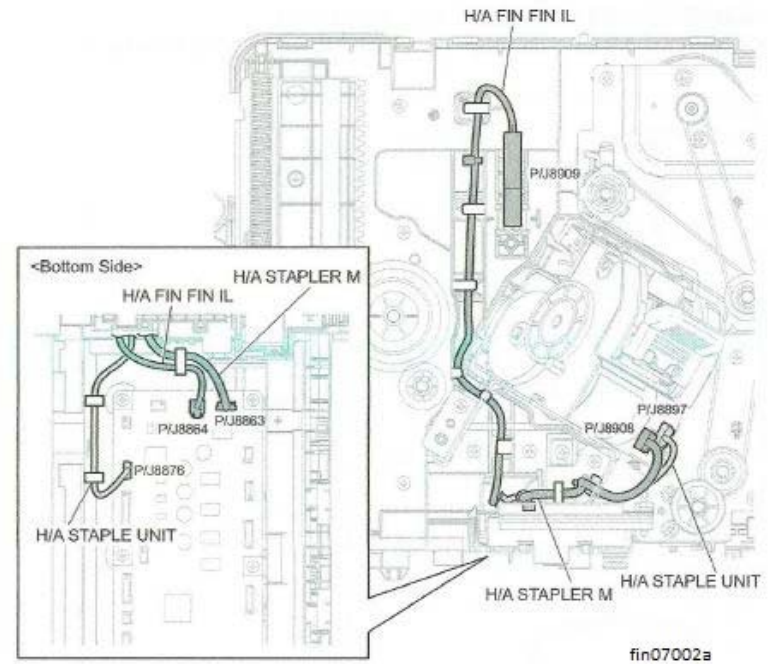 H/A FIN FIN IL
P/J8909
<Bottom Side>
H/A STAPLER M
H/A FIN FIN IL
P/J8864
P/J8863
P/J8876
H/A STAPLE UNIT
P/J8897
P/J8908
H/A STAPLE UNIT
H/A STAPLER M
fin07002a